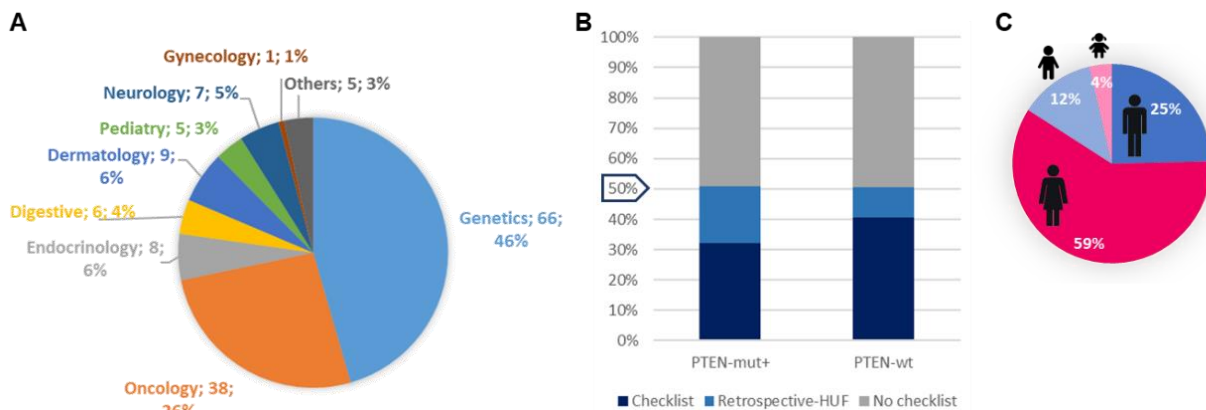 A
Gynecology; 1; 1%
Others; 5; 3%
Neurology; 7; 5%
Pediatry; 5; 3%
Dermatology; 9;
6%
Digestive; 6; 4%
Endocrinology; 8;
6%
Genetics; 66;
46%
Oncology; 38;
26%
B
100%
90%
80%
70%
60%
50%
40%
30%
20%
10%
0%
PTEN-mut+ PTEN-wt
Checklist Retrospective-HUF No checklist
C
4%
12%
25%
59%